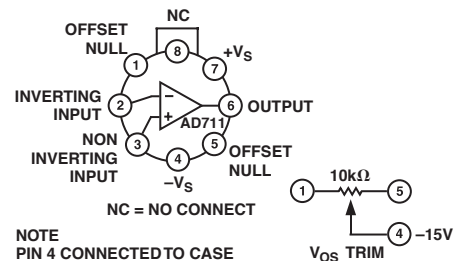 NC
OFFSET
NULL
8
1
7
+VS
INVERTING
INPUT
2
−
+
AD711
6
OUTPUT
NON
INVERTING
INPUT
3
4
5
OFFSET
NULL
−VS
NC = NO CONNECT
10kΩ
1
5
4
−15V
VOS TRIM
NOTE
PIN 4 CONNECTED TO CASE